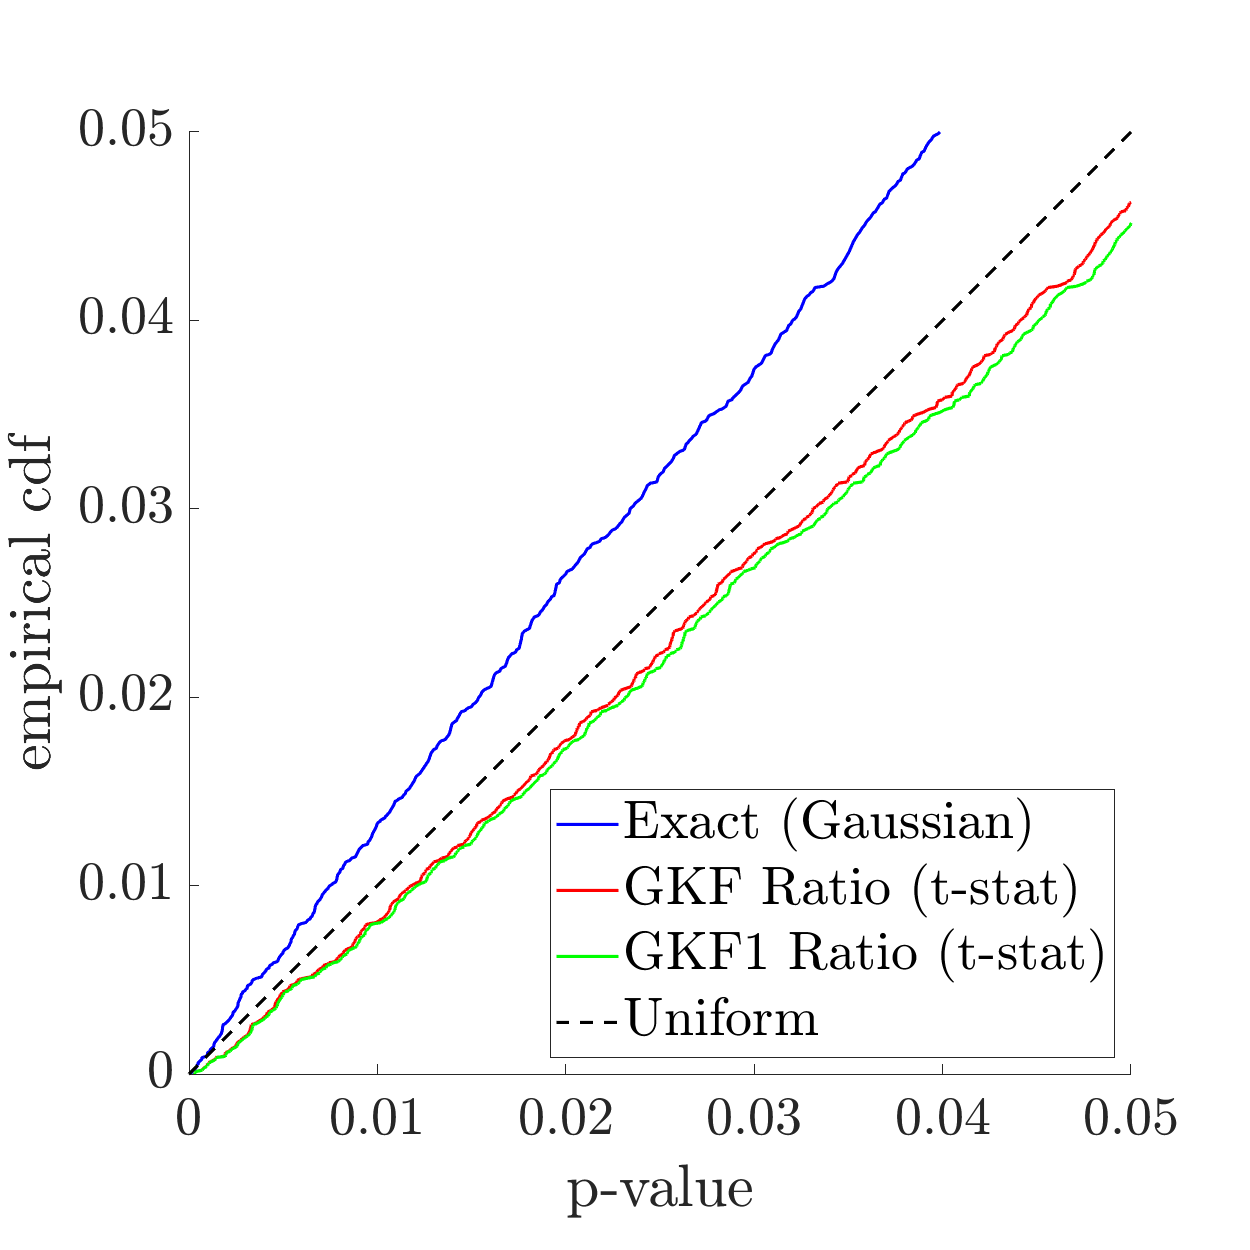 0.05
0.04
0.03
0.02
0.01
0
empirical cdf
Exact (Gaussian)
GKF Ratio (t-stat)
GKF1 Ratio (t-stat)
Uniform
0 0.01 0.02 0.03 0.04 0.05
p-value